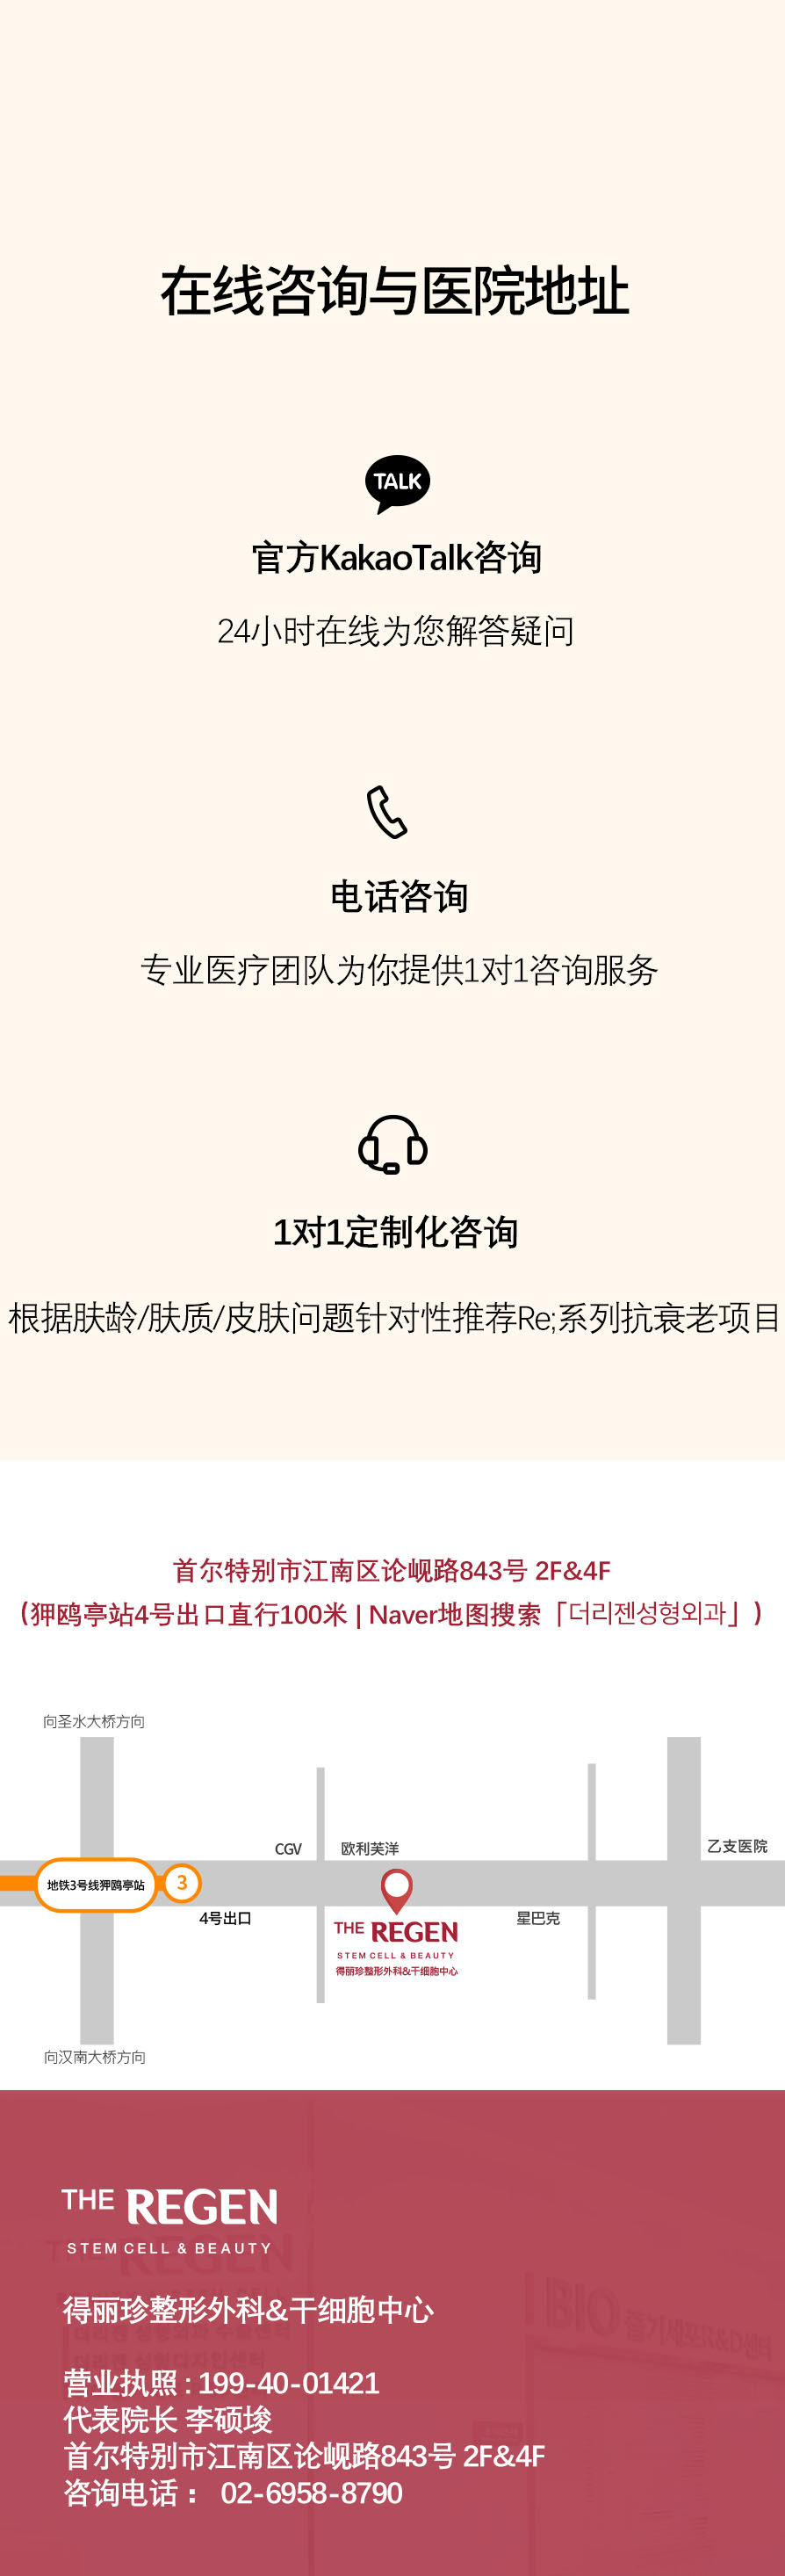 在线咨询与医院地址
TALK
官方KakaoTalk咨询
24小时在线为您解答疑问
电话咨询
专业医疗团队为你提供1对1咨询服务
1对1定制化咨询
根据肤龄/肤质/皮肤问题针对性推荐Re;系列抗衰老项目
首尔特别市江南区论岘路843号 2F&4F
（狎鸥亭站4号出口直行100米 | Naver地图搜索「더리젠성형외과」）
向圣水大桥方向
CGV
欧利芙洋
乙支医院
地铁3号线狎鸥亭站
3
4号出口
星巴克
THE REGEN
STEM CELL & BEAUTY
得丽珍整形外科&干细胞中心
向汉南大桥方向
THE REGEN
STEM CELL & BEAUTY
得丽珍整形外科&干细胞中心
营业执照 : 199-40-01421
代表院长 李硕埈
首尔特别市江南区论岘路843号 2F&4F
咨询电话 : 02-6958-8790
THE REGEN
BIO 줄기세포R&D센터